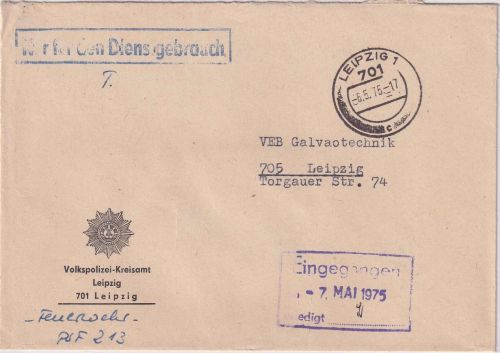 Nur für den Dienstgebrauch
T.
LEIPZIG 1
701
-6.5.75.-17
c
VEB Galvaotechnik
705 Leipzig
Torgauer Str. 74
Volkspolizei-Kreisamt
Leipzig
701 Leipzig
Feuerwehr
PSF 213
Eingegangen
- 7. MAI 1975
edigt